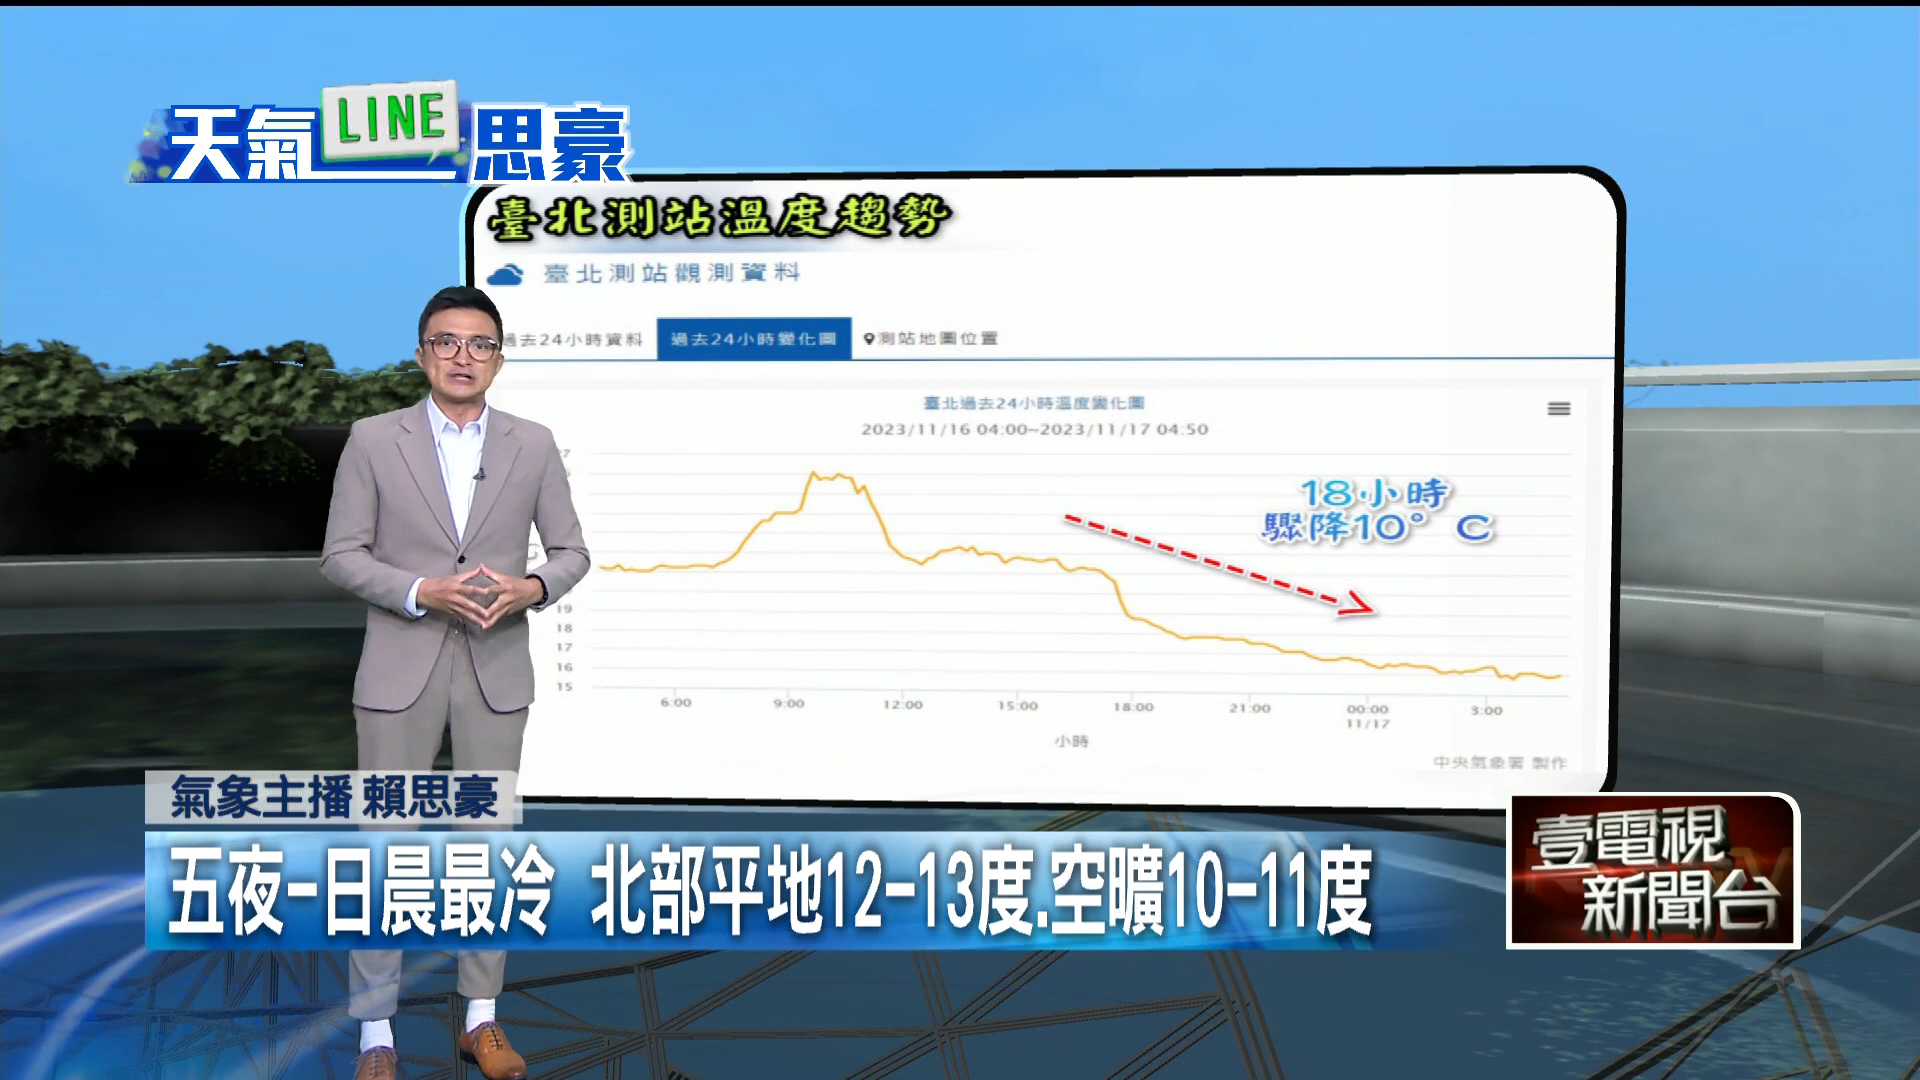 天氣LINE思豪
臺北測站溫度趨勢
臺北測站觀測資料
過去24小時資料
過去24小時變化圖
測站地圖位置
臺北過去24小時溫度變化圖
2023/11/16 04:00~2023/11/17 04:50
18小時
驟降10°C
19
18
17
16
15
6:00
9:00
12:00
15:00
18:00
21:00
00:00
11/17
3:00
小時
中央氣象署 製作
氣象主播 賴思豪
五夜-日晨最冷 北部平地12-13度.空曠10-11度
壹電視
新聞台